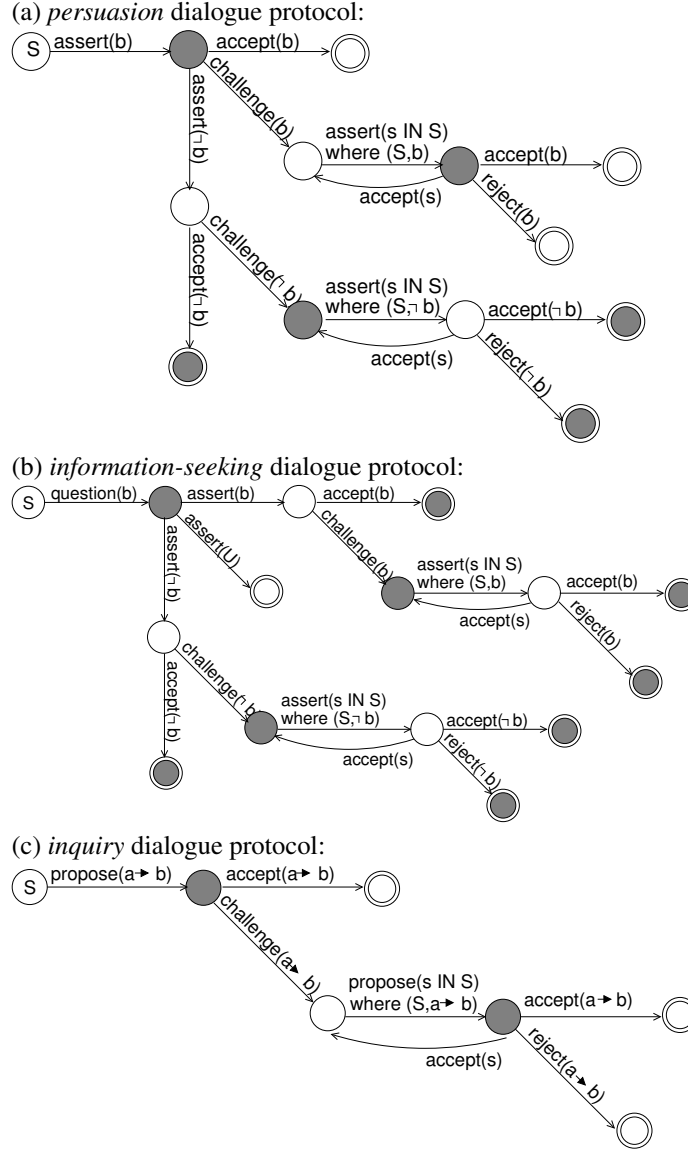 (a) persuasion dialogue protocol:
S
assert(b)
accept(b)
challenge(b)
assert(¬ b)
assert(s IN S)
where (S,b)
accept(b)
accept(s)
reject(b)
challenge(¬ b)
accept(¬ b)
assert(s IN S)
where (S,¬ b)
accept(¬ b)
accept(s)
reject(¬ b)
(b) information-seeking dialogue protocol:
S
question(b)
assert(b)
accept(b)
assert(U)
assert(¬ b)
challenge(b)
assert(s IN S)
where (S,b)
accept(b)
accept(s)
reject(b)
challenge(¬ b)
accept(¬ b)
assert(s IN S)
where (S,¬ b)
accept(¬ b)
accept(s)
reject(¬ b)
(c) inquiry dialogue protocol:
S
propose(a→ b)
accept(a→ b)
challenge(a→ b)
propose(s IN S)
where (S,a→ b)
accept(a→ b)
accept(s)
reject(a→ b)